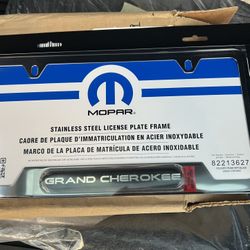 MOPAR
STAINLESS STEEL LICENSE PLATE FRAME
CADRE DE PLAQUE D'IMMATRICULATION EN ACIER INOXYDABLE
MARCO DE LA PLACA DE MATRÍCULA DE ACERO INOXIDABLE
82213627
GRAND CHEROKEE